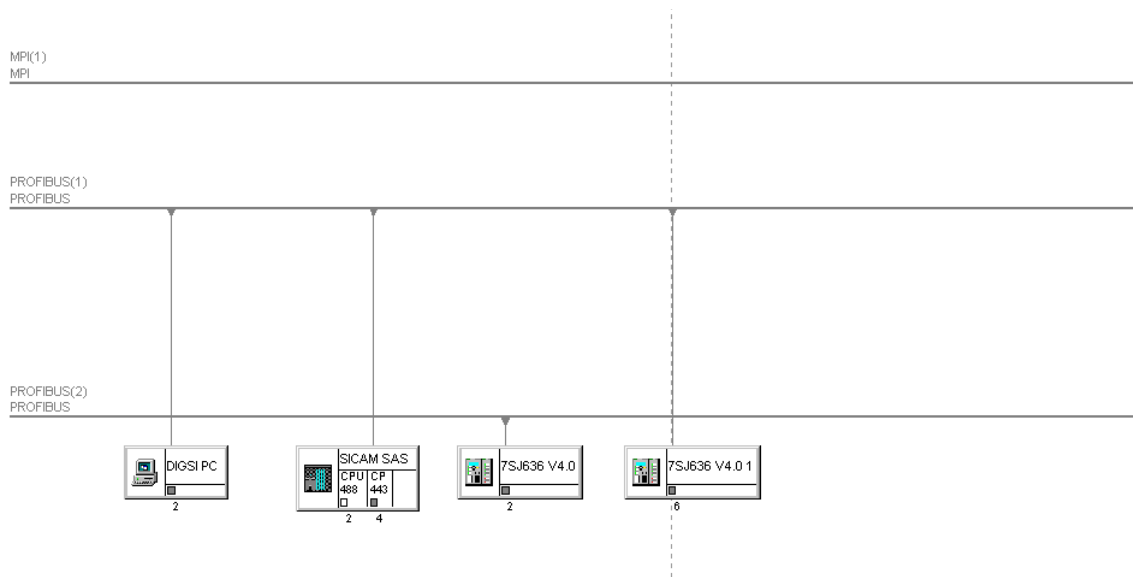 MPI(1)
MPI
PROFIBUS(1)
PROFIBUS
PROFIBUS(2)
PROFIBUS
DIGSI PC
2
SICAM SAS
CPU CP
488 443
2 4
7SJ636 V4.0
2
7SJ636 V4.0 1
6